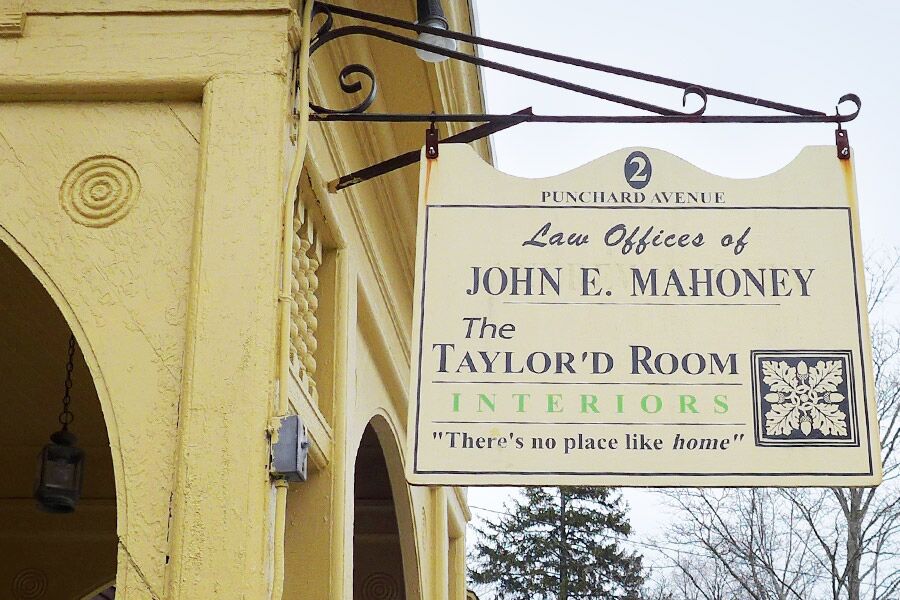 2
PUNCHARD AVENUE
Law Offices of
JOHN E. MAHONEY
The
TAYLOR'D ROOM
INTERIORS
"There's no place like home"